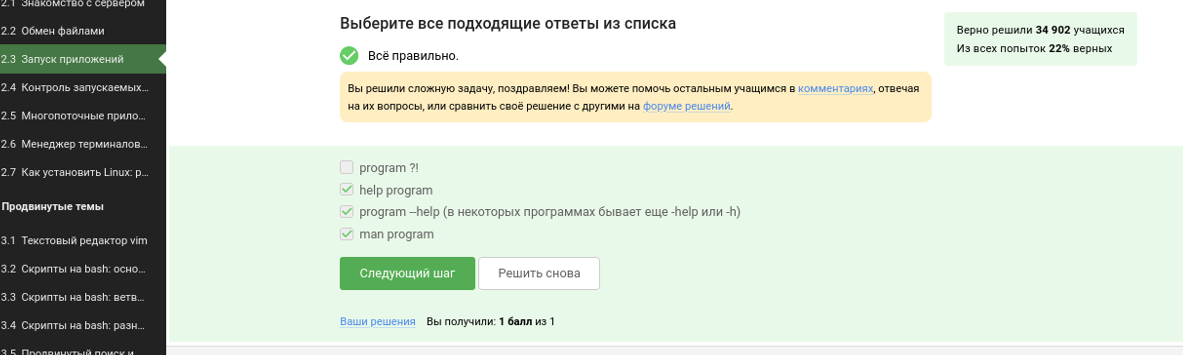 2.1 Знакомство с сервером
2.2 Обмен файлами
2.3 Запуск приложений
2.4 Контроль запускаемых...
2.5 Многопоточные прило...
2.6 Менеджер терминалов...
2.7 Как установить Linux: р...
Продвинутые темы
3.1 Текстовый редактор vim
3.2 Скрипты на bash: осно...
3.3 Скрипты на bash: ветв...
3.4 Скрипты на bash: разн...
3.5 Продвинутый поиск и
Выберите все подходящие ответы из списка
Всё правильно.
Верно решили 34 902 учащихся
Из всех попыток 22% верных
Вы решили сложную задачу, поздравляем! Вы можете помочь остальным учащимся в комментариях, отвечая
на их вопросы, или сравнить своё решение с другими на форуме решений.
program ?!
help program
program --help (в некоторых программах бывает еще -help или -h)
man program
Следующий шаг Решить снова
Ваши решения Вы получили: 1 балл из 1